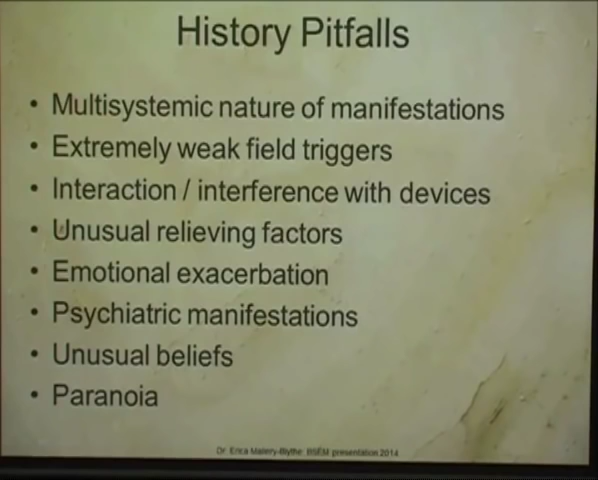 History Pitfalls
• Multisystemic nature of manifestations
• Extremely weak field triggers
• Interaction / interference with devices
• Unusual relieving factors
• Emotional exacerbation
• Psychiatric manifestations
• Unusual beliefs
• Paranoia
Dr. Erica Mallery-Blythe: BSEM presentation 2014